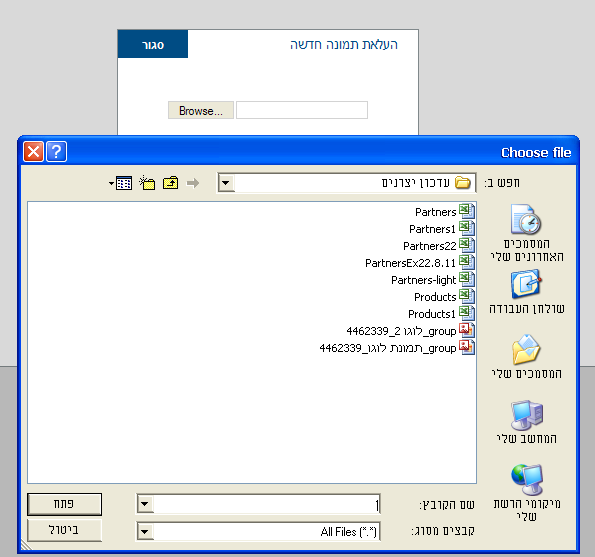 העלאת תמונה חדשה
סגור
Browse...
Choose file
חפש ב:
עדכון יצרנים
המסמכים
האחרונים שלי
שולחן העבודה
המסמכים שלי
המחשב שלי
מיקומי הרשת
שלי
Partners
Partners1
Partners22
PartnersEx22.8.11
Partners-light
Products
Products1
4462339_לוגו 2_group
4462339_תמונת לוגו_group
שם הקובץ:
פתח
קבצים מסוג:
All Files (*.*)
ביטול